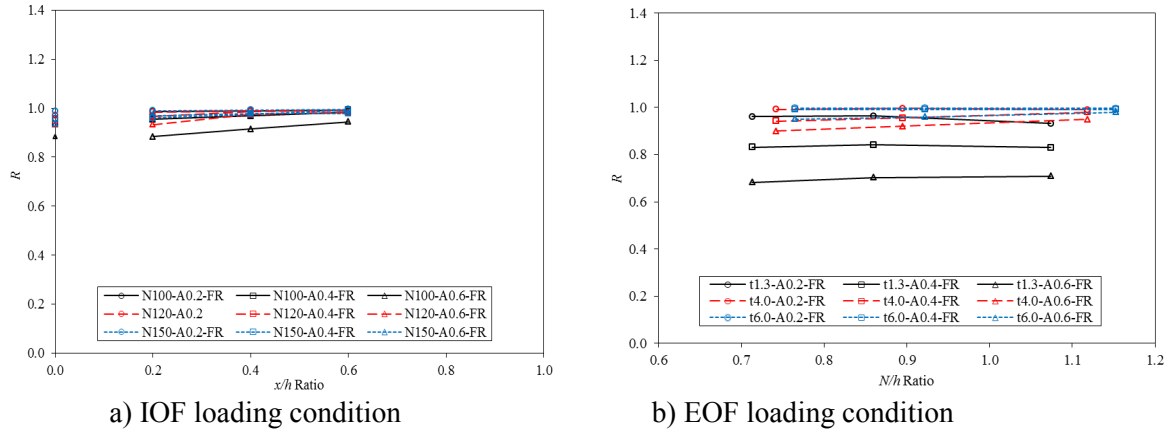 1.4
1.2
1.0
0.8
0.6
0.4
0.2
0.0
R
N100-A0.2-FR N100-A0.4-FR N100-A0.6-FR
N120-A0.2 N120-A0.4-FR N120-A0.6-FR
N150-A0.2-FR N150-A0.4-FR N150-A0.6-FR
0.0 0.2 0.4 0.6 0.8 1.0
x/h Ratio
a) IOF loading condition
1.4
1.2
1.0
0.8
0.6
0.4
0.2
0.0
R
t1.3-A0.2-FR t1.3-A0.4-FR t1.3-A0.6-FR
t4.0-A0.2-FR t4.0-A0.4-FR t4.0-A0.6-FR
t6.0-A0.2-FR t6.0-A0.4-FR t6.0-A0.6-FR
0.6 0.7 0.8 0.9 1.0 1.1 1.2
N/h Ratio
b) EOF loading condition